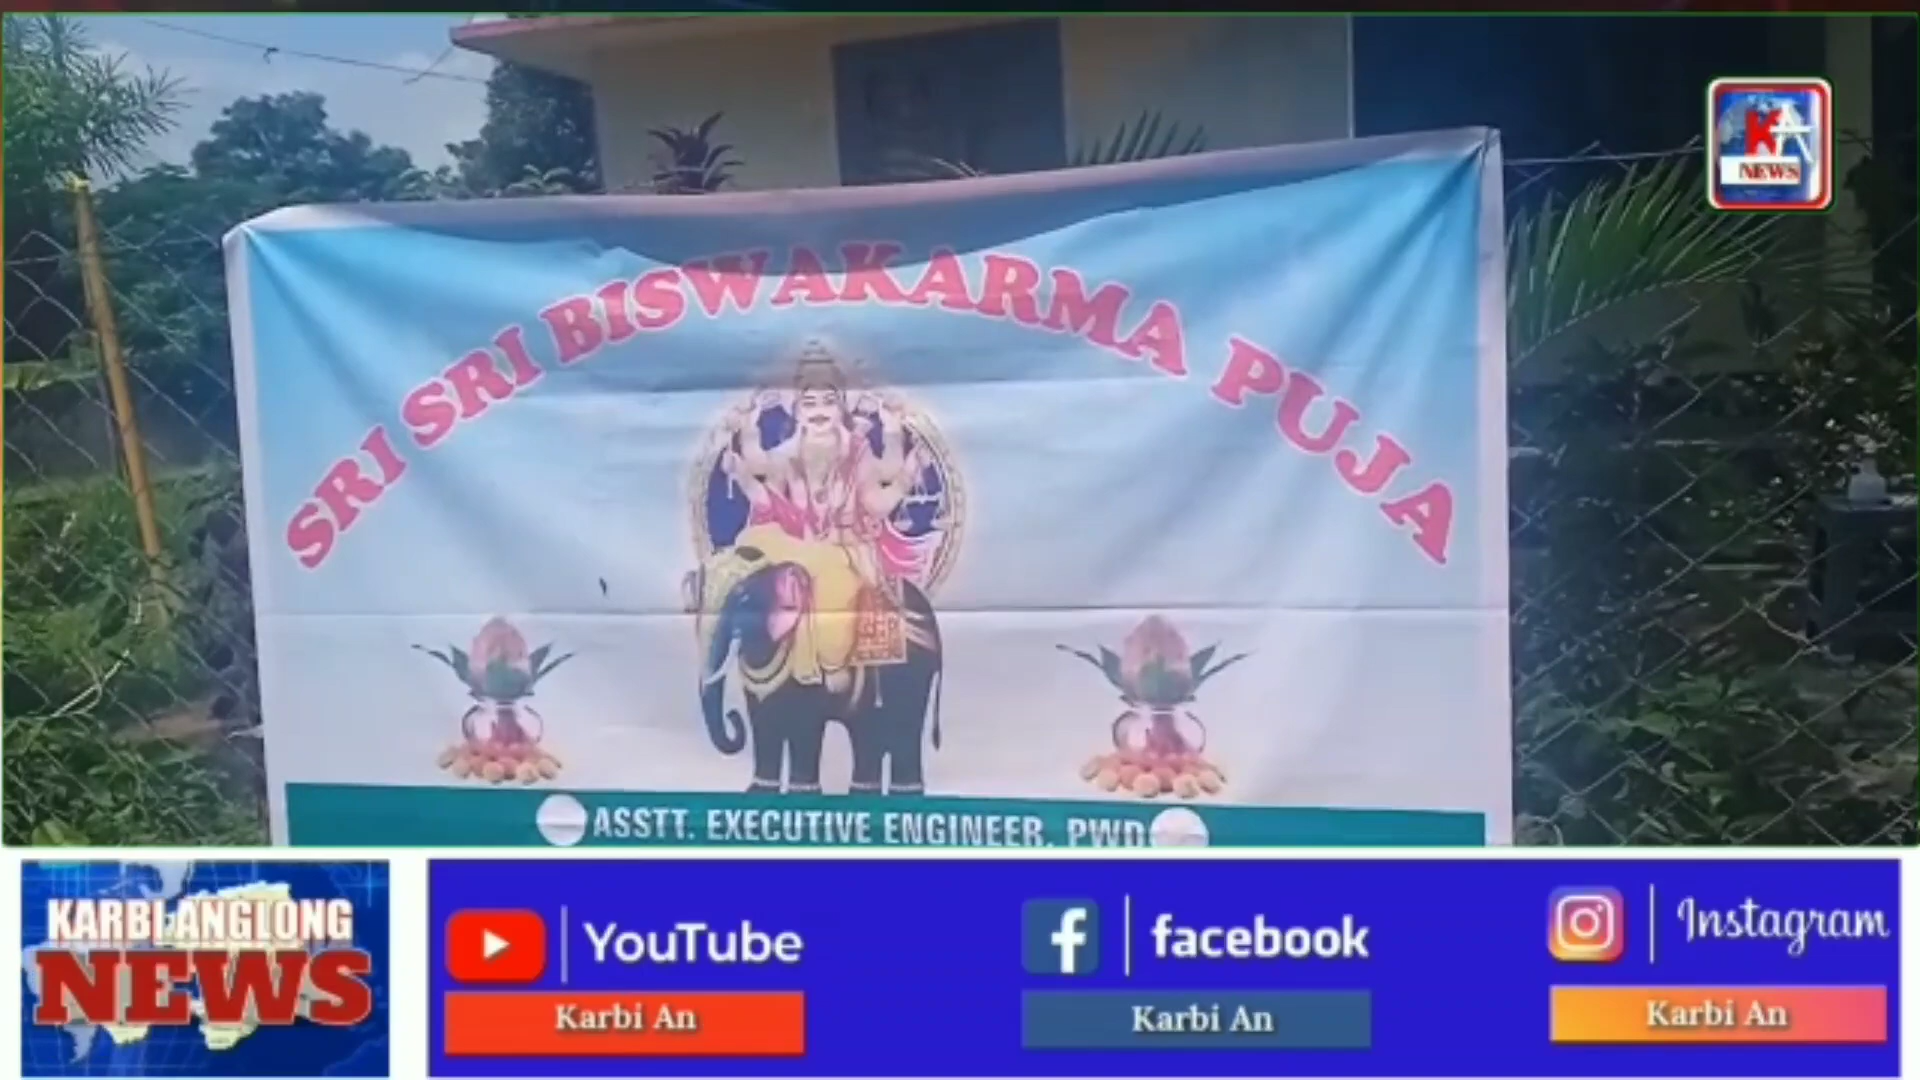 KA
NEWS
SRI SRI BISWAKARMA PUJA
ASSTT. EXECUTIVE ENGINEER, PWD
KARBI ANGLONG
NEWS
YouTube
facebook
Instagram
Karbi An
Karbi An
Karbi An